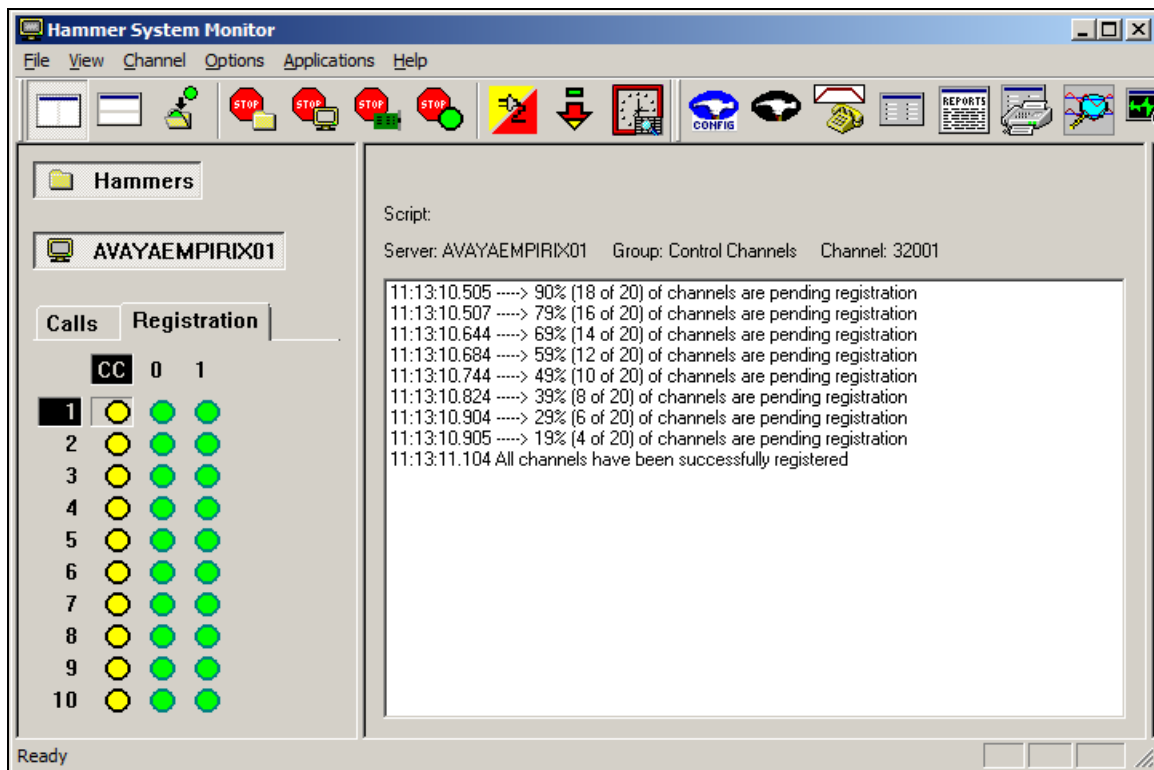 Hammer System Monitor
File View Channel Options Applications Help
STOP STOP STOP STOP CONFIG REPORTS
Hammers
AVAYAEMPIRIX01
Calls Registration
CC 0 1
1
2
3
4
5
6
7
8
9
10
Script:
Server: AVAYAEMPIRIX01 Group: Control Channels Channel: 32001
11:13:10.505 -----> 90% (18 of 20) of channels are pending registration
11:13:10.507 -----> 79% (16 of 20) of channels are pending registration
11:13:10.644 -----> 69% (14 of 20) of channels are pending registration
11:13:10.684 -----> 59% (12 of 20) of channels are pending registration
11:13:10.744 -----> 49% (10 of 20) of channels are pending registration
11:13:10.824 -----> 39% (8 of 20) of channels are pending registration
11:13:10.904 -----> 29% (6 of 20) of channels are pending registration
11:13:10.905 -----> 19% (4 of 20) of channels are pending registration
11:13:11.104 All channels have been successfully registered
Ready